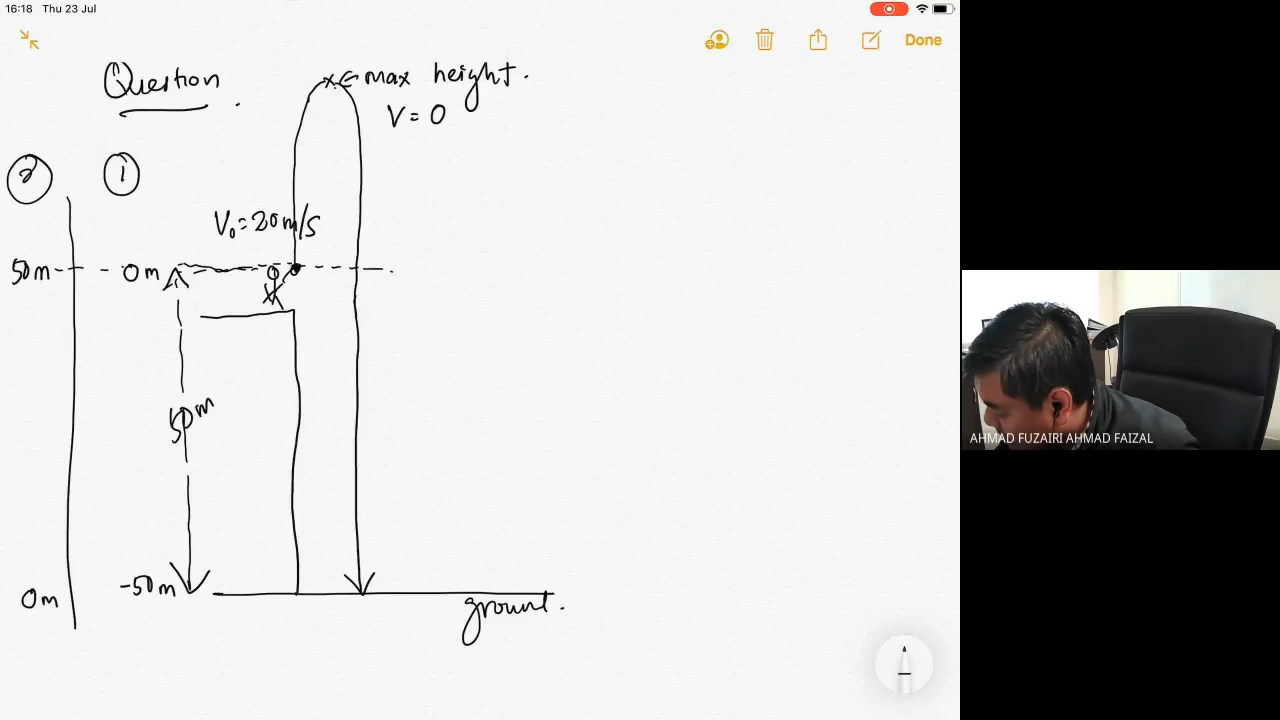 16:18 Thu 23 Jul
Done
Question.
max height.
V = 0
2
1
V₀ = 20 m/s
50m
0m
50m
-50m
0m
ground.
AHMAD FUZAIRI AHMAD FAIZAL